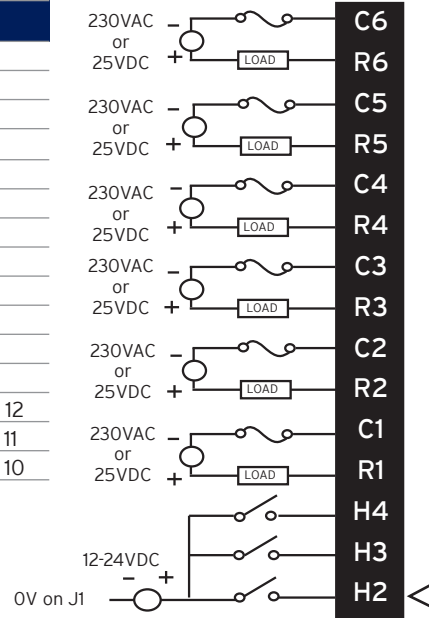 230VAC
or
25VDC
−
+
LOAD
C6
R6
230VAC
or
25VDC
−
+
LOAD
C5
R5
230VAC
or
25VDC
−
+
LOAD
C4
R4
230VAC
or
25VDC
−
+
LOAD
C3
R3
230VAC
or
25VDC
−
+
LOAD
C2
R2
12
11
10
230VAC
or
25VDC
−
+
LOAD
C1
R1
H4
H3
12-24VDC
− +
0V on J1
H2